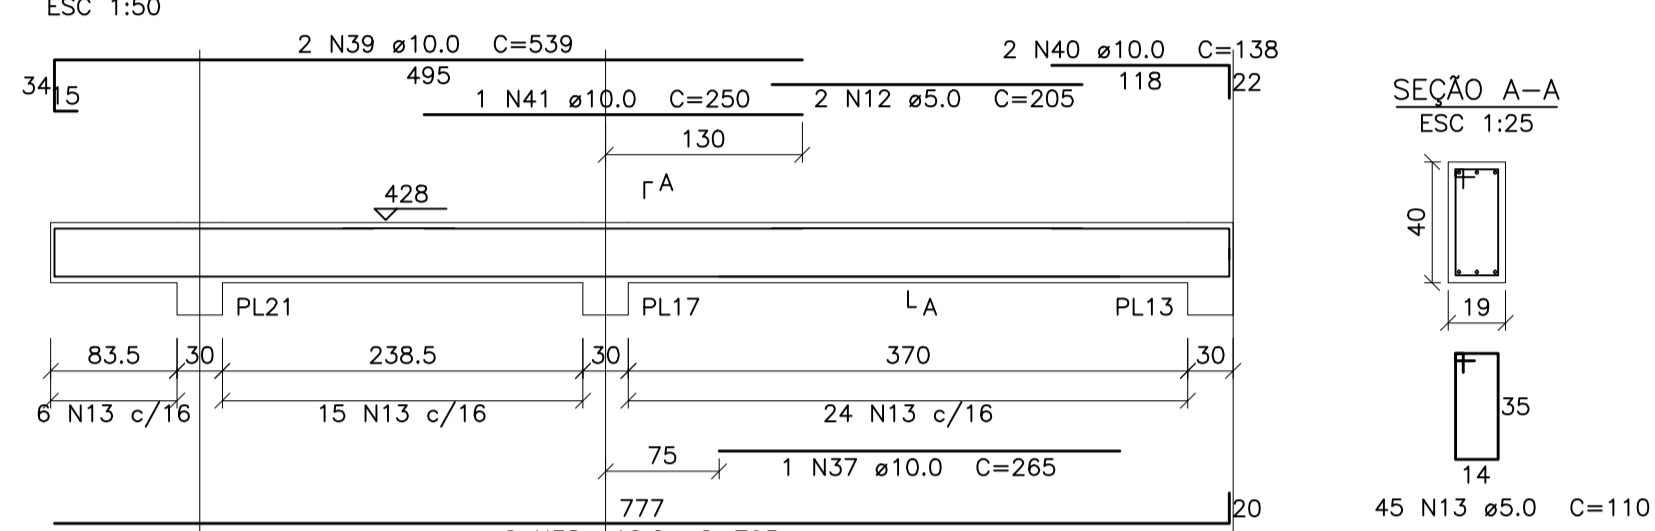 ESC 1:50
2 N39 ø10.0 C=539
2 N40 ø10.0 C=138
34
15
495
118
22
1 N41 ø10.0 C=250
2 N12 ø5.0 C=205
130
A
428
PL21
PL17
A
PL13
83.5
30
238.5
30
370
30
6 N13 c/16
15 N13 c/16
24 N13 c/16
75
1 N37 ø10.0 C=265
777
20
SEÇÃO A-A
ESC 1:25
40
19
35
14
45 N13 ø5.0 C=110